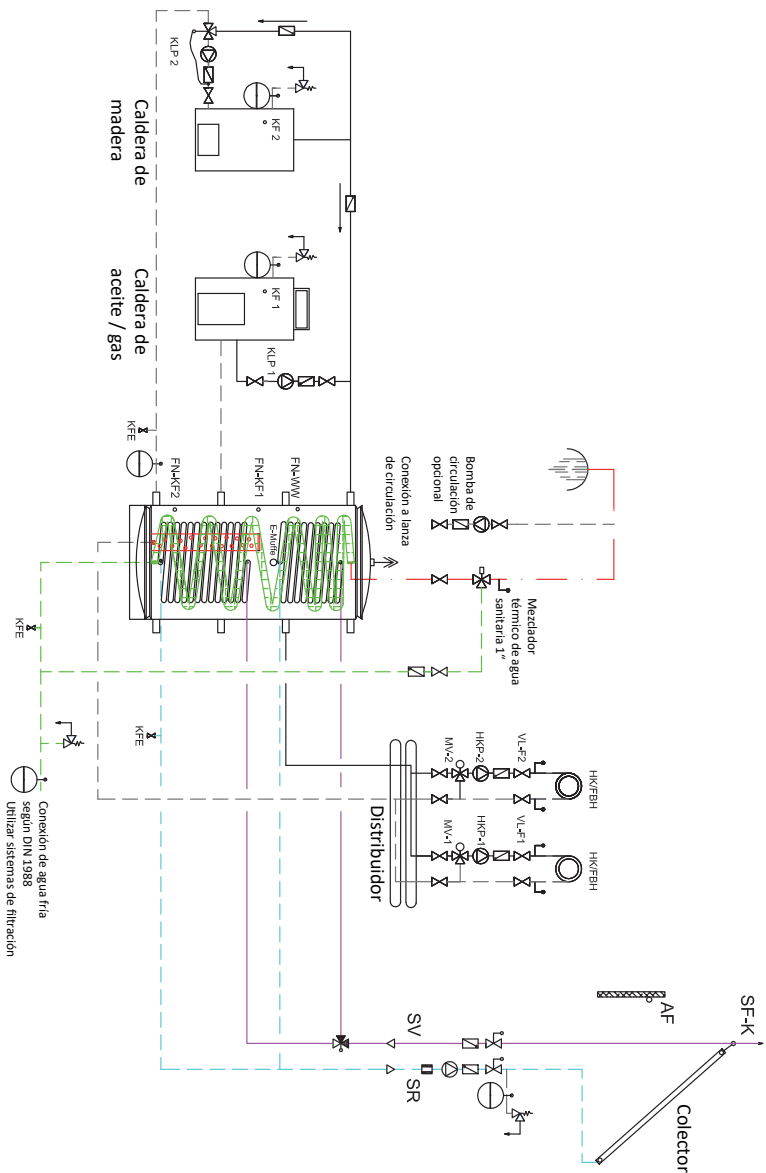 KLP 2
KF 2
Caldera de
madera
KF 1
Caldera de
aceite / gas
KLP 1
KFE
FN-KF2
FN-KF1
FN-WW
E-Muffe
Conexión a lanza
de circulación
Bomba de
circulación
opcional
Mezclador
térmico de agua
sanitaria 1“
KFE
KFE
Conexión de agua fría
según DIN 1988
Utilizar sistemas de filtración
HK/FBH
VL-F2
HKP-2
MV-2
HK/FBH
VL-F1
HKP-1
MV-1
Distribuidor
SF-K
AF
SV
SR
Colector